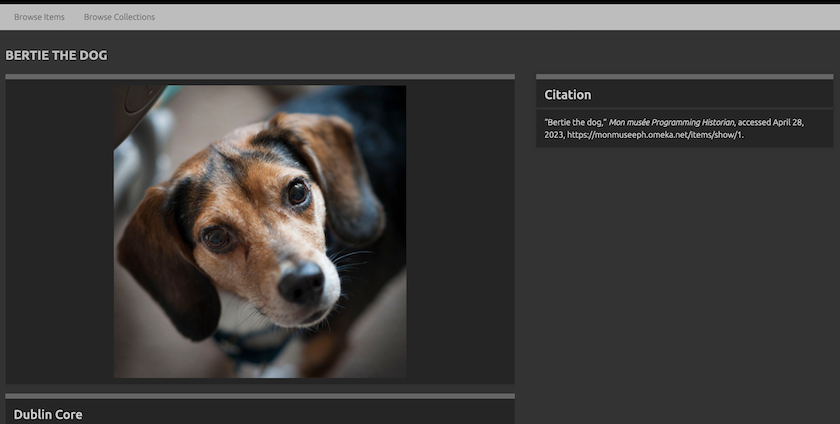 Browse Items Browse Collections
BERTIE THE DOG
Citation
“Bertie the dog,” Mon musée Programming Historian, accessed April 28,
2023, https://monmuseeph.omeka.net/items/show/1.
Dublin Core